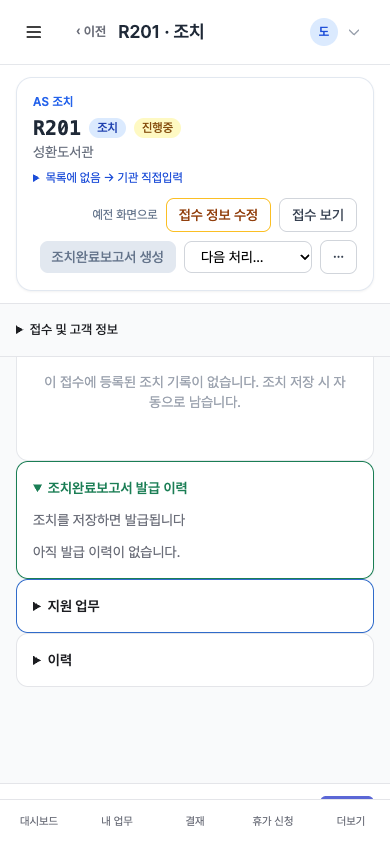 ‹ 이전 R201 · 조치 도
AS 조치
R201 조치 진행중
성환도서관
▶ 목록에 없음 → 기관 직접입력
예전 화면으로 접수 정보 수정 접수 보기
조치완료보고서 생성 다음 처리... ...
▶ 접수 및 고객 정보
이 접수에 등록된 조치 기록이 없습니다. 조치 저장 시 자
동으로 남습니다.
▼ 조치완료보고서 발급 이력
조치를 저장하면 발급됩니다
아직 발급 이력이 없습니다.
▶ 지원 업무
▶ 이력
대시보드 내 업무 결재 휴가 신청 더보기